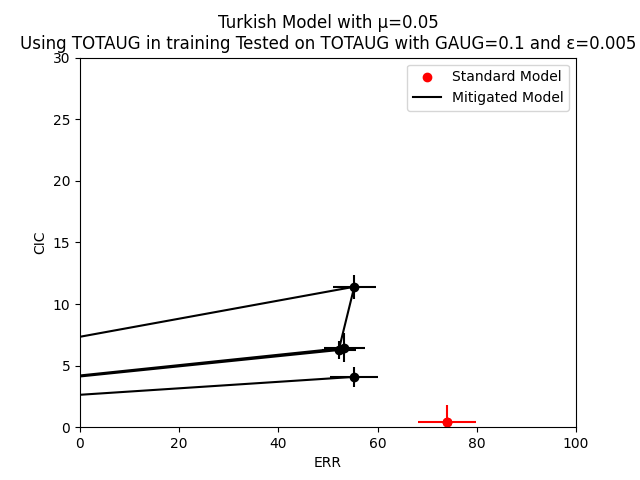 Turkish Model with μ=0.05
Using TOTAUG in training Tested on TOTAUG with GAUG=0.1 and ε=0.005
Standard Model
Mitigated Model
30
25
20
15
10
5
0
CIC
0 20 40 60 80 100
ERR